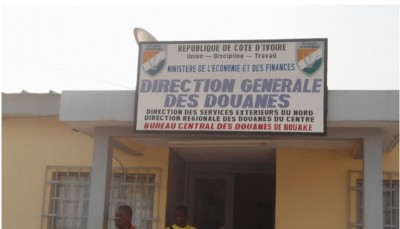 REPUBLIQUE DE COTE D'IVOIRE
Union — Discipline — Travail
MINISTERE DE L'ECONOMIE ET DES FINANCES
DIRECTION GENERALE
DES DOUANES
DIRECTION DES SERVICES EXTERIEURS DU NORD
DIRECTION REGIONALE DES DOUANES DU CENTRE
BUREAU CENTRAL DES DOUANES DE BOUAKE